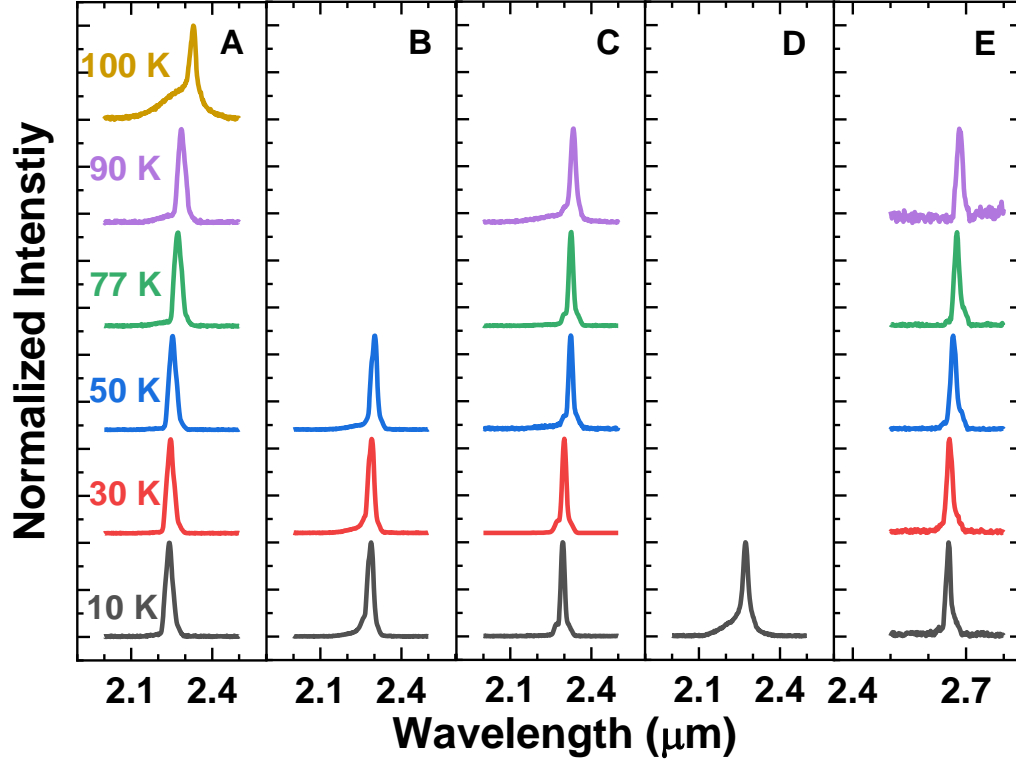 A B C D E
100 K
90 K
77 K
50 K
30 K
10 K
Normalized Intenstiy
2.1 2.4 2.1 2.4 2.1 2.4 2.1 2.4 2.4 2.7
Wavelength (μm)